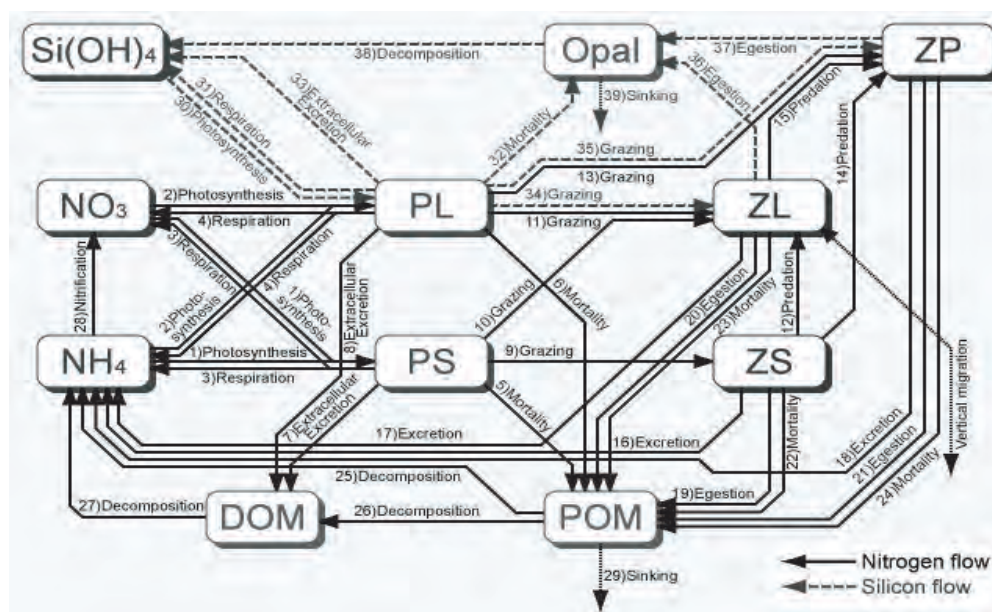 Si(OH)4
Opal
ZP
38)Decomposition
37)Egestion
36)Egestion
39)Sinking
15)Predation
31)Respiration
30)Photosynthesis
33)Extracellular
Excretion
32)Mortality
35)Grazing
13)Grazing
14)Predation
NO3
2)Photosynthesis
4)Respiration
PL
34)Grazing
11)Grazing
ZL
3)Respiration
4)Respiration
2)Photo-
synthesis
1)Photo-
synthesis
28)Nitrification
8)Extracellular
Excretion
6)Mortality
10)Grazing
20)Egestion
23)Mortality
12)Predation
NH4
1)Photosynthesis
3)Respiration
PS
9)Grazing
ZS
Vertical migration
7)Extracellular
Excretion
5)Mortality
17)Excretion
16)Excretion
22)Mortality
18)Excretion
21)Egestion
24)Mortality
25)Decomposition
19)Egestion
27)Decomposition
DOM
26)Decomposition
POM
29)Sinking
Nitrogen flow
Silicon flow